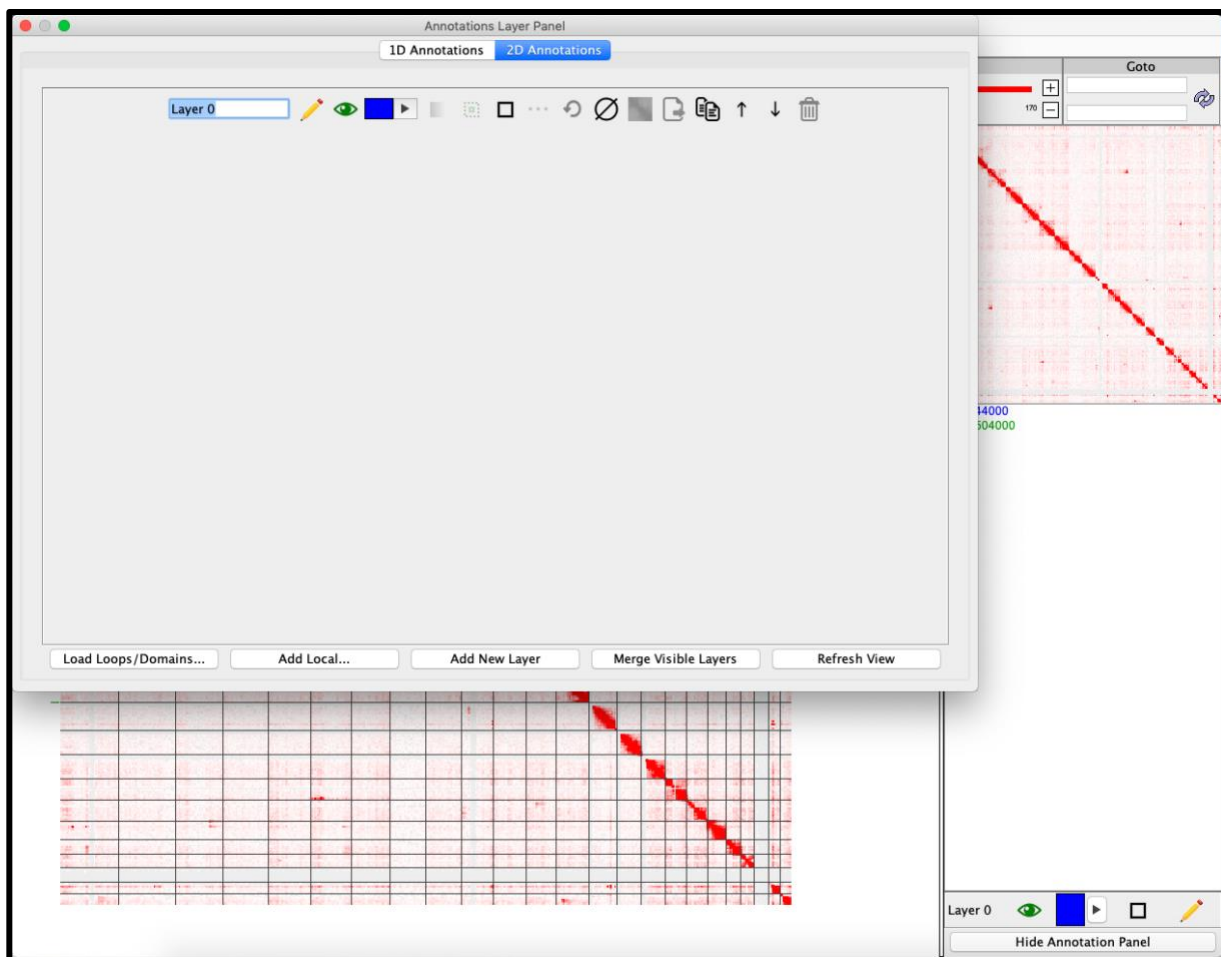 Annotations Layer Panel
1D Annotations 2D Annotations
Goto
170
Layer 0
44000
504000
Load Loops/Domains... Add Local... Add New Layer Merge Visible Layers Refresh View
Layer 0
Hide Annotation Panel